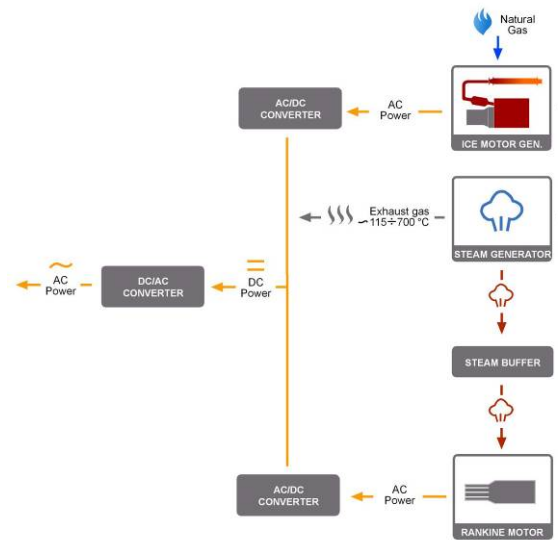 Natural
Gas
AC/DC
CONVERTER
AC
Power
ICE MOTOR GEN.
Exhaust gas
~115÷700 °C
STEAM GENERATOR
AC
Power
DC/AC
CONVERTER
DC
Power
STEAM BUFFER
AC/DC
CONVERTER
AC
Power
RANKINE MOTOR